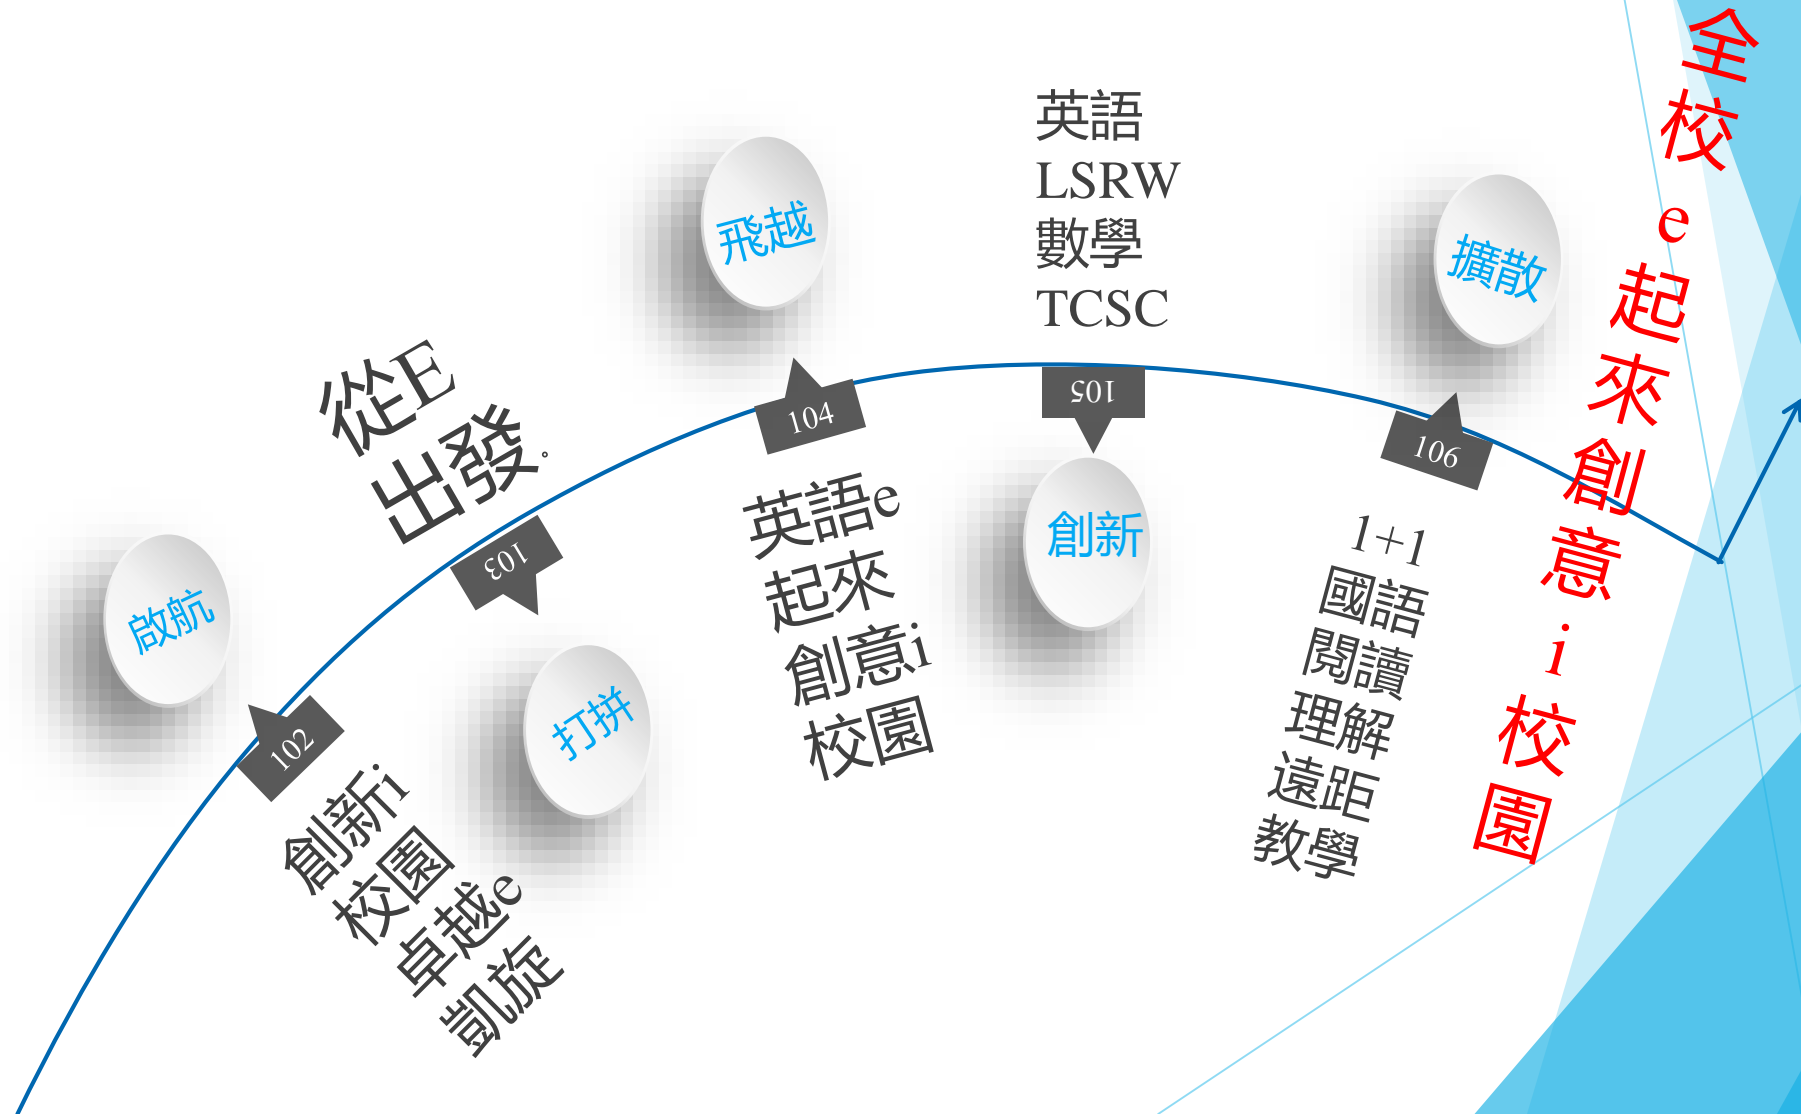 啟航
102
創新i
校園
卓越e
凱旋
從E
出發。
103
打拼
飛越
104
英語e
起來
創意i
校園
英語
LSRW
數學
TCSC
105
創新
擴散
106
1+1
國語
閱讀
理解
遠距
教學
全校e起來創意i校園